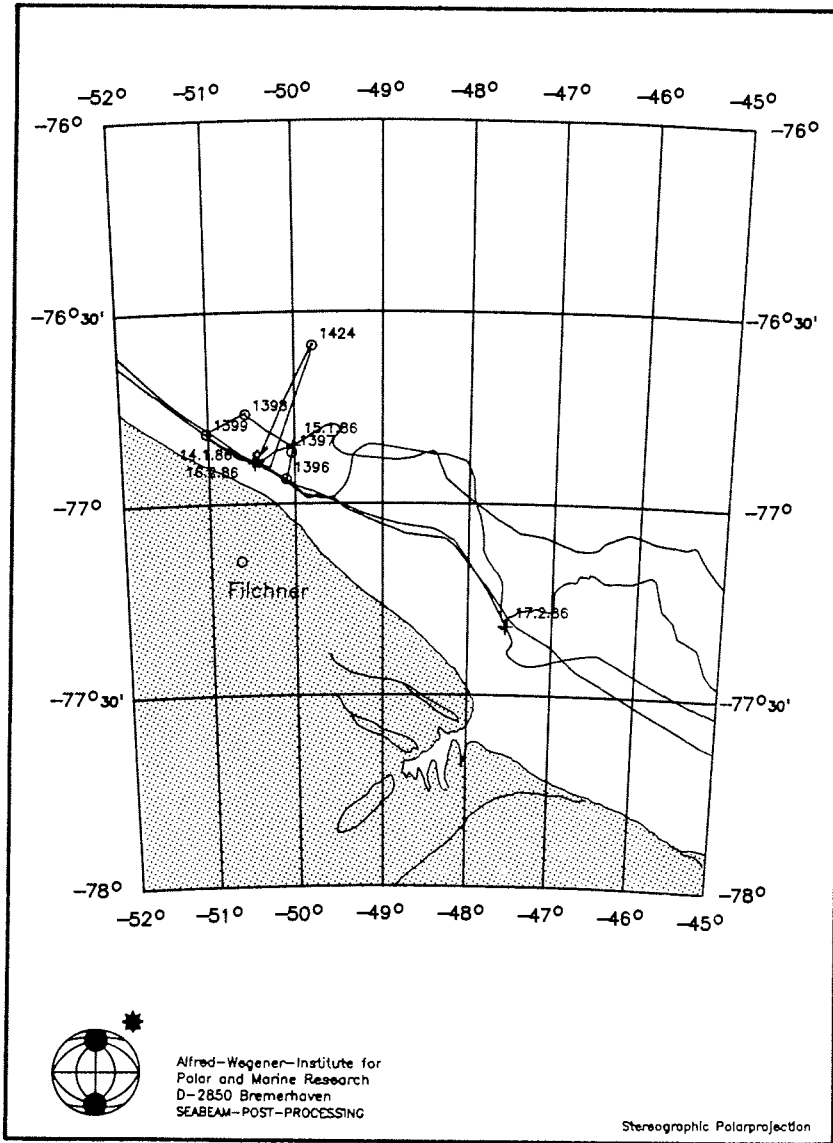 -52° -51° -50° -49° -48° -47° -46° -45°
-76° -76°
-76°30' -76°30'
1424
1398
1399 15.1.86
1397
14.1.86
16.2.86 1396
-77° -77°
Filchner
17.2.86
-77°30' -77°30'
-78° -78°
-52° -51° -50° -49° -48° -47° -46° -45°
Alfred-Wegener-Institute for
Polar and Marine Research
D-2850 Bremerhaven
SEABEAM-POST-PROCESSING
Stereographic Polarprojection